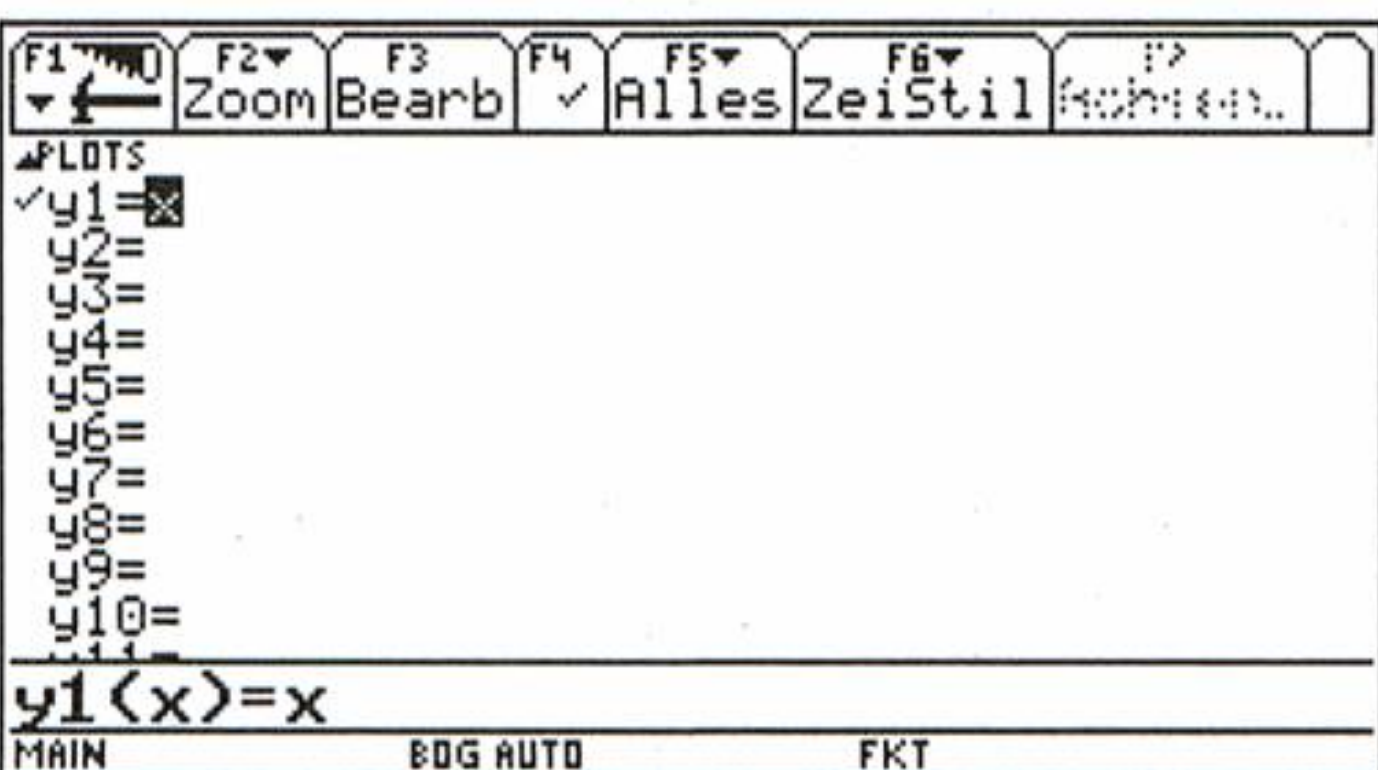 F1 F2 F3 F4 F5 F6
Zoom Bearb Alles ZeiStil
PLOTS
✓y1=x
y2=
y3=
y4=
y5=
y6=
y7=
y8=
y9=
y10=
y1(x)=x
MAIN BOG AUTO FKT